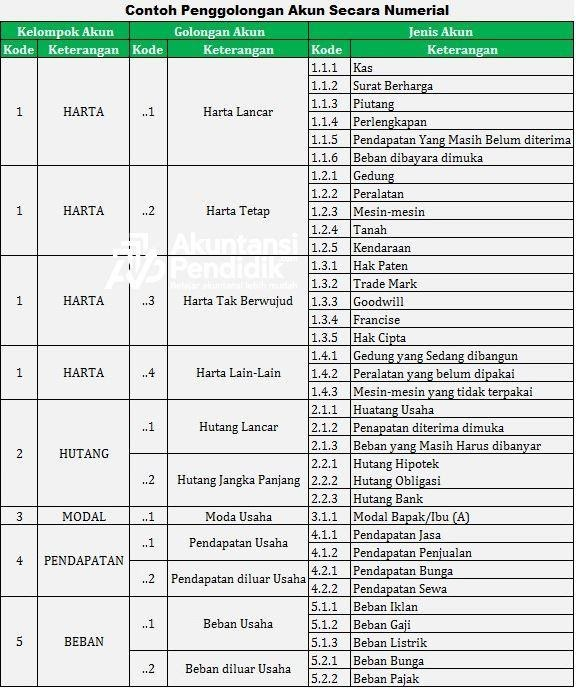 Contoh Penggolongan Akun Secara Numerial
Kelompok Akun Golongan Akun Jenis Akun
Kode Keterangan Kode Keterangan Kode Keterangan
1 HARTA ..1 Harta Lancar
1.1.1 Kas
1.1.2 Surat Berharga
1.1.3 Piutang
1.1.4 Perlengkapan
1.1.5 Pendapatan Yang Masih Belum diterima
1.1.6 Beban dibayara dimuka
1 HARTA ..2 Harta Tetap
1.2.1 Gedung
1.2.2 Peralatan
1.2.3 Mesin-mesin
1.2.4 Tanah
1.2.5 Kendaraan
Akuntansi
Pendidik.com
Belajar akuntansi lebih mudah
1 HARTA ..3 Harta Tak Berwujud
1.3.1 Hak Paten
1.3.2 Trade Mark
1.3.3 Goodwill
1.3.4 Francise
1.3.5 Hak Cipta
1 HARTA ..4 Harta Lain-Lain
1.4.1 Gedung yang Sedang dibangun
1.4.2 Peralatan yang belum dipakai
1.4.3 Mesin-mesin yang tidak terpakai
2 HUTANG
..1 Hutang Lancar
2.1.1 Huatang Usaha
2.1.2 Penapatan diterima dimuka
2.1.3 Beban yang Masih Harus dibanyar
..2 Hutang Jangka Panjang
2.2.1 Hutang Hipotek
2.2.2 Hutang Obligasi
2.2.3 Hutang Bank
3 MODAL ..1 Moda Usaha 3.1.1 Modal Bapak/Ibu (A)
4 PENDAPATAN
..1 Pendapatan Usaha
4.1.1 Pendapatan Jasa
4.1.2 Pendapatan Penjualan
..2 Pendapatan diluar Usaha
4.2.1 Pendapatan Bunga
4.2.2 Pendapatan Sewa
5 BEBAN
..1 Beban Usaha
5.1.1 Beban Iklan
5.1.2 Beban Gaji
5.1.3 Beban Listrik
..2 Beban diluar Usaha
5.2.1 Beban Bunga
5.2.2 Beban Pajak